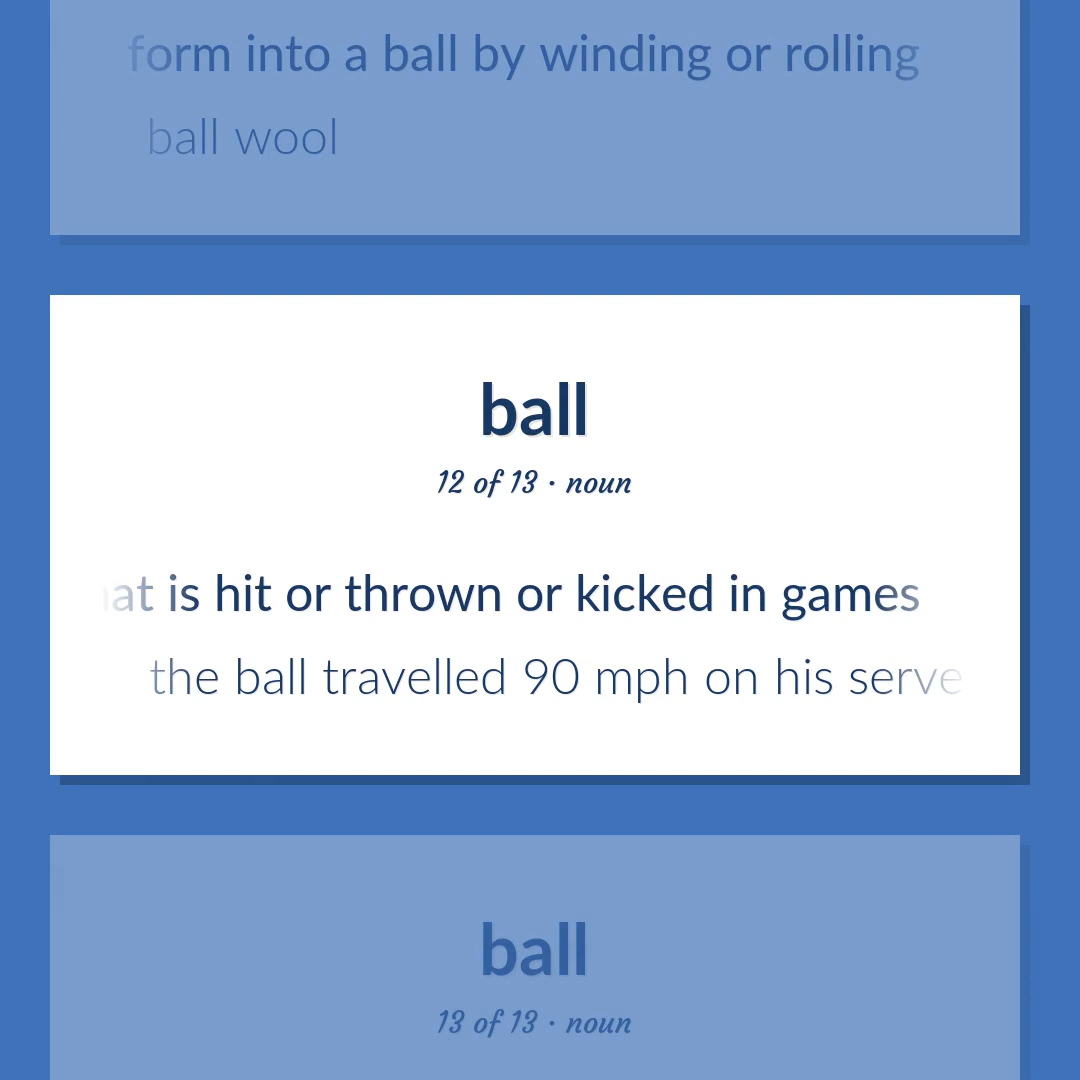 form into a ball by winding or rolling
ball wool
ball
12 of 13 · noun
is hit or thrown or kicked in games
the ball travelled 90 mph on his serve
ball
13 of 13 · noun